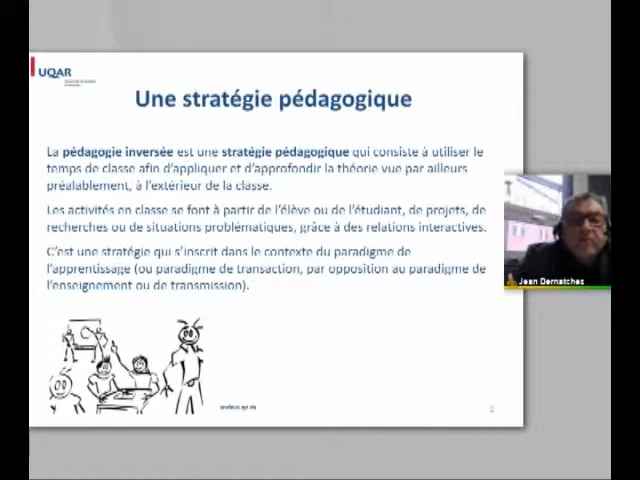 UQAR
Une stratégie pédagogique
La pédagogie inversée est une stratégie pédagogique qui consiste à utiliser le
temps de classe afin d'appliquer et d'approfondir la théorie vue par ailleurs
préalablement, à l'extérieur de la classe.
Les activités en classe se font à partir de l'élève ou de l'étudiant, de projets, de
recherches ou de situations problématiques, grâce à des relations interactives.
C'est une stratégie qui s'inscrit dans le contexte du paradigme de
l'apprentissage (ou paradigme de transaction, par opposition au paradigme de
l'enseignement ou de transmission).
Jean Bernatchez